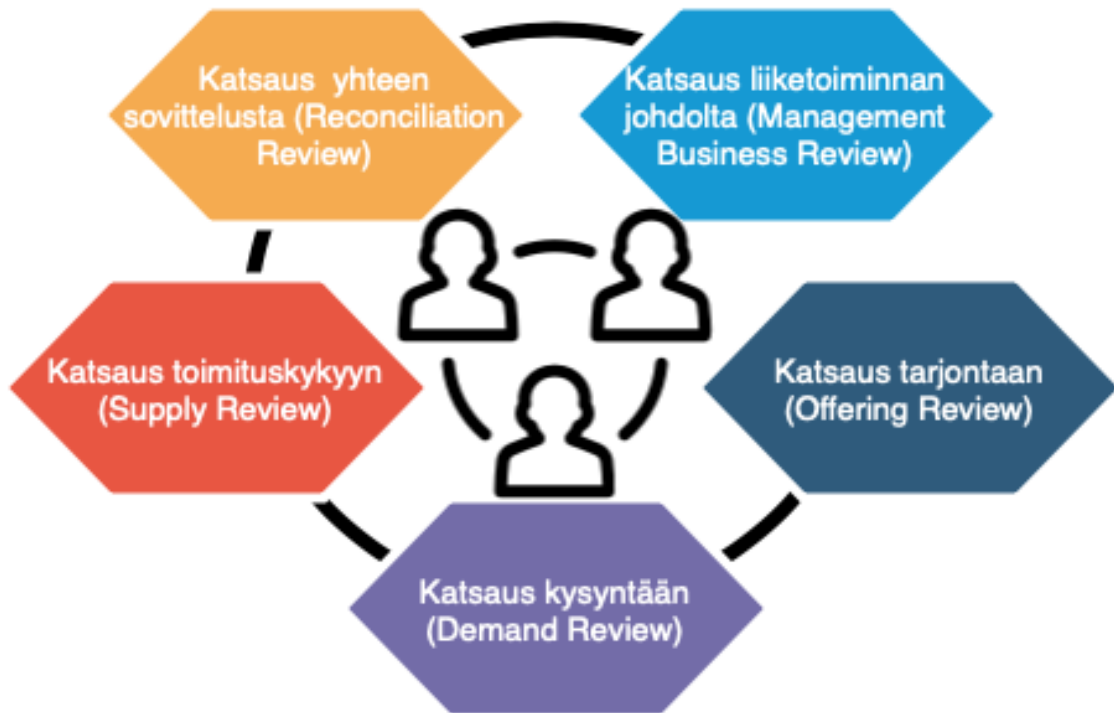 Katsaus yhteen
sovittelusta (Reconciliation
Review)
Katsaus liiketoiminnan
johdolta (Management
Business Review)
Katsaus toimituskykyyn
(Supply Review)
Katsaus tarjontaan
(Offering Review)
Katsaus kysyntään
(Demand Review)